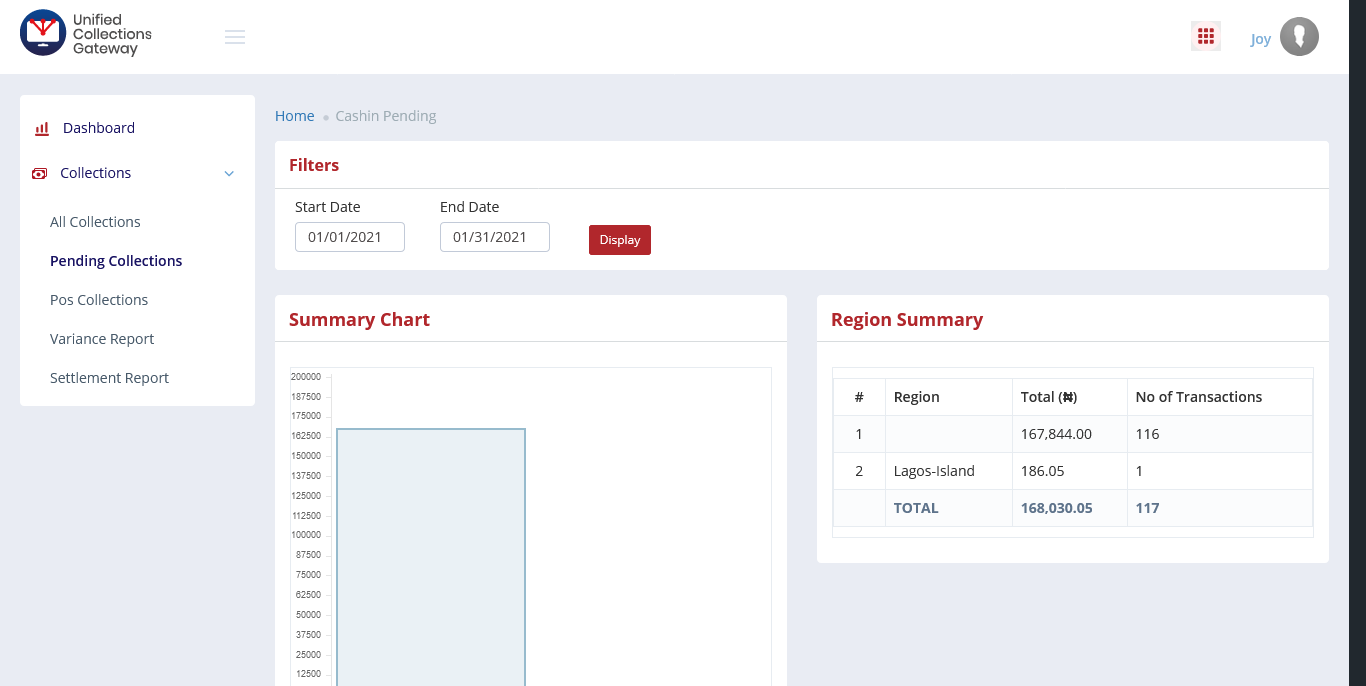 Unified
Collections
Gateway
Joy
Dashboard
Collections
All Collections
Pending Collections
Pos Collections
Variance Report
Settlement Report
Home Cashin Pending
Filters
Start Date End Date
01/01/2021 01/31/2021 Display
Summary Chart
200000
187500
175000
162500
150000
137500
125000
112500
100000
87500
75000
62500
50000
37500
25000
12500
Region Summary
# Region Total (₦) No of Transactions
1 167,844.00 116
2 Lagos-Island 186.05 1
TOTAL 168,030.05 117